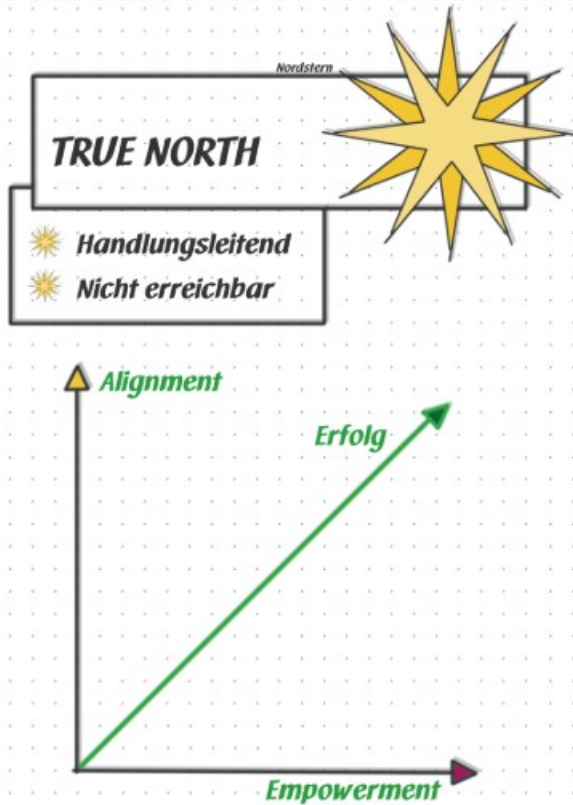 Nordstern
TRUE NORTH
Handlungsleitend
Nicht erreichbar
Alignment
Erfolg
Empowerment